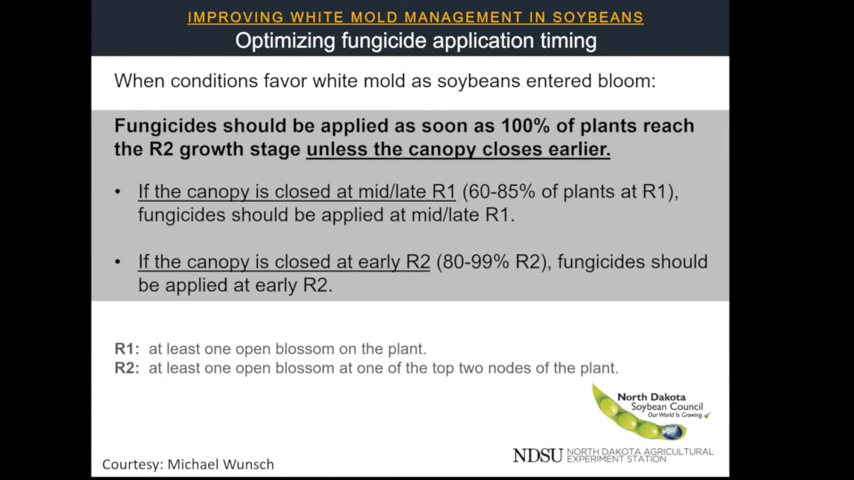 IMPROVING WHITE MOLD MANAGEMENT IN SOYBEANS
Optimizing fungicide application timing
When conditions favor white mold as soybeans entered bloom:
Fungicides should be applied as soon as 100% of plants reach
the R2 growth stage unless the canopy closes earlier.
• If the canopy is closed at mid/late R1 (60-85% of plants at R1),
fungicides should be applied at mid/late R1.
• If the canopy is closed at early R2 (80-99% R2), fungicides should
be applied at early R2.
R1: at least one open blossom on the plant.
R2: at least one open blossom at one of the top two nodes of the plant.
North Dakota
Soybean Council
Our World Is Growing.
NDSU NORTH DAKOTA AGRICULTURAL
EXPERIMENT STATION
Courtesy: Michael Wunsch